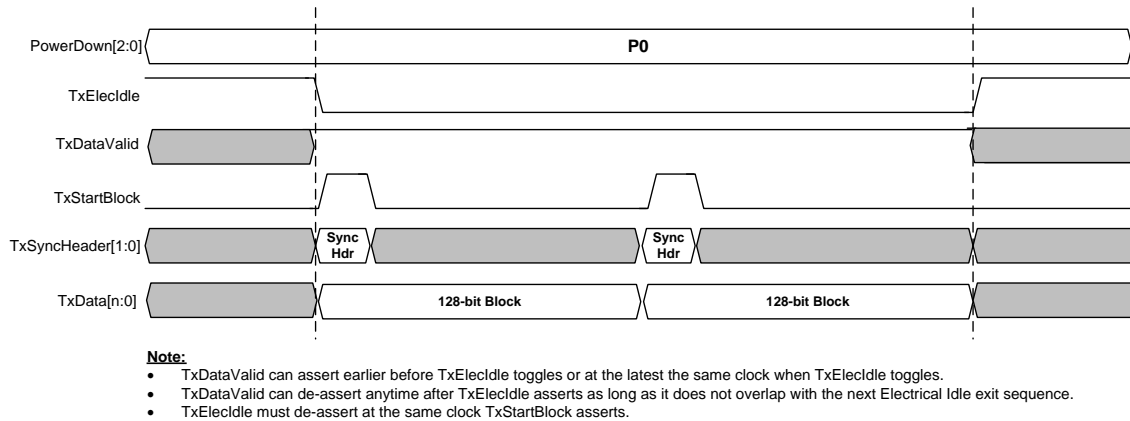 PowerDown[2:0]
P0
TxElecIdle
TxDataValid
TxStartBlock
TxSyncHeader[1:0]
Sync
Hdr
Sync
Hdr
TxData[n:0]
128-bit Block
128-bit Block
Note:
• TxDataValid can assert earlier before TxElecIdle toggles or at the latest the same clock when TxElecIdle toggles.
• TxDataValid can de-assert anytime after TxElecIdle asserts as long as it does not overlap with the next Electrical Idle exit sequence.
• TxElecIdle must de-assert at the same clock TxStartBlock asserts.